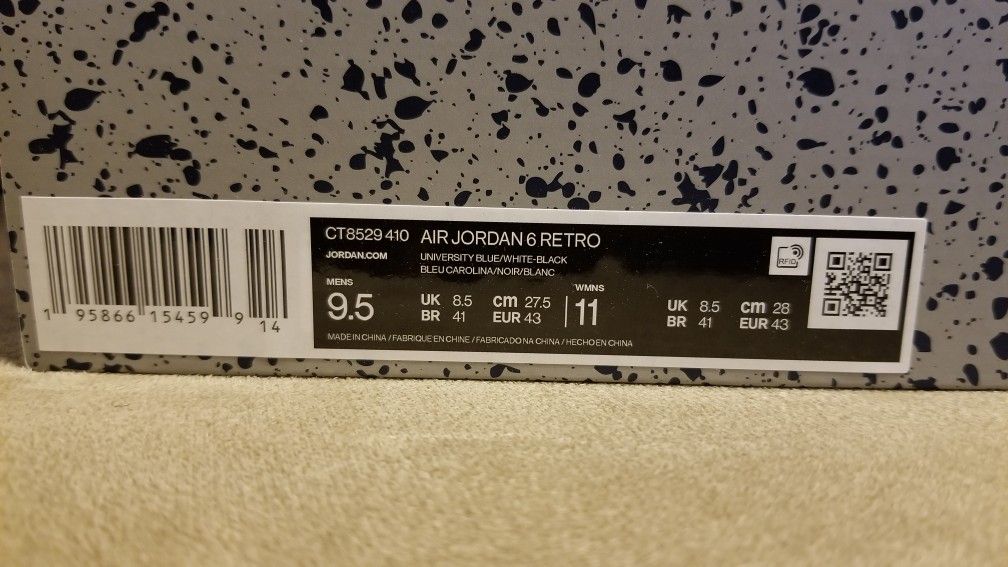 CT8529 410 AIR JORDAN 6 RETRO
JORDAN.COM
UNIVERSITY BLUE/WHITE-BLACK
BLEU CAROLINA/NOIR/BLANC
RFID
MENS
9.5
UK 8.5 cm 27.5
BR 41 EUR 43
WMNS
11
UK 8.5 cm 28
BR 41 EUR 43
MADE IN CHINA / FABRIQUE EN CHINE / FABRICADO NA CHINA / HECHO EN CHINA
1 95866 15459 9 14